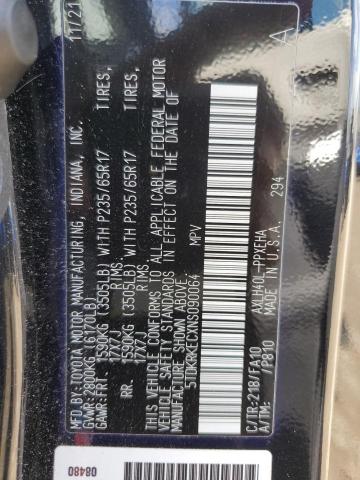 MFD.BY:TOYOTA MOTOR MANUFACTURING, INDIANA, INC. 11/21
GVWR:2800KG (6170LB)
GAWR:FRT. 1590KG (3505LB) WITH P235/65R17 TIRES,
17X7J RIMS.
RR. 1590KG (3505LB) WITH P235/65R17 TIRES,
17X7J RIMS.
THIS VEHICLE CONFORMS TO ALL APPLICABLE FEDERAL MOTOR
VEHICLE SAFETY STANDARDS IN EFFECT ON THE DATE OF
MANUFACTURE SHOWN ABOVE.
5TDKRKECXNS090064 MPV
294
C/TR:218/FA10 AXLH40L-PPXEHA A
A/TM: /P810 MADE IN U.S.A.
08480